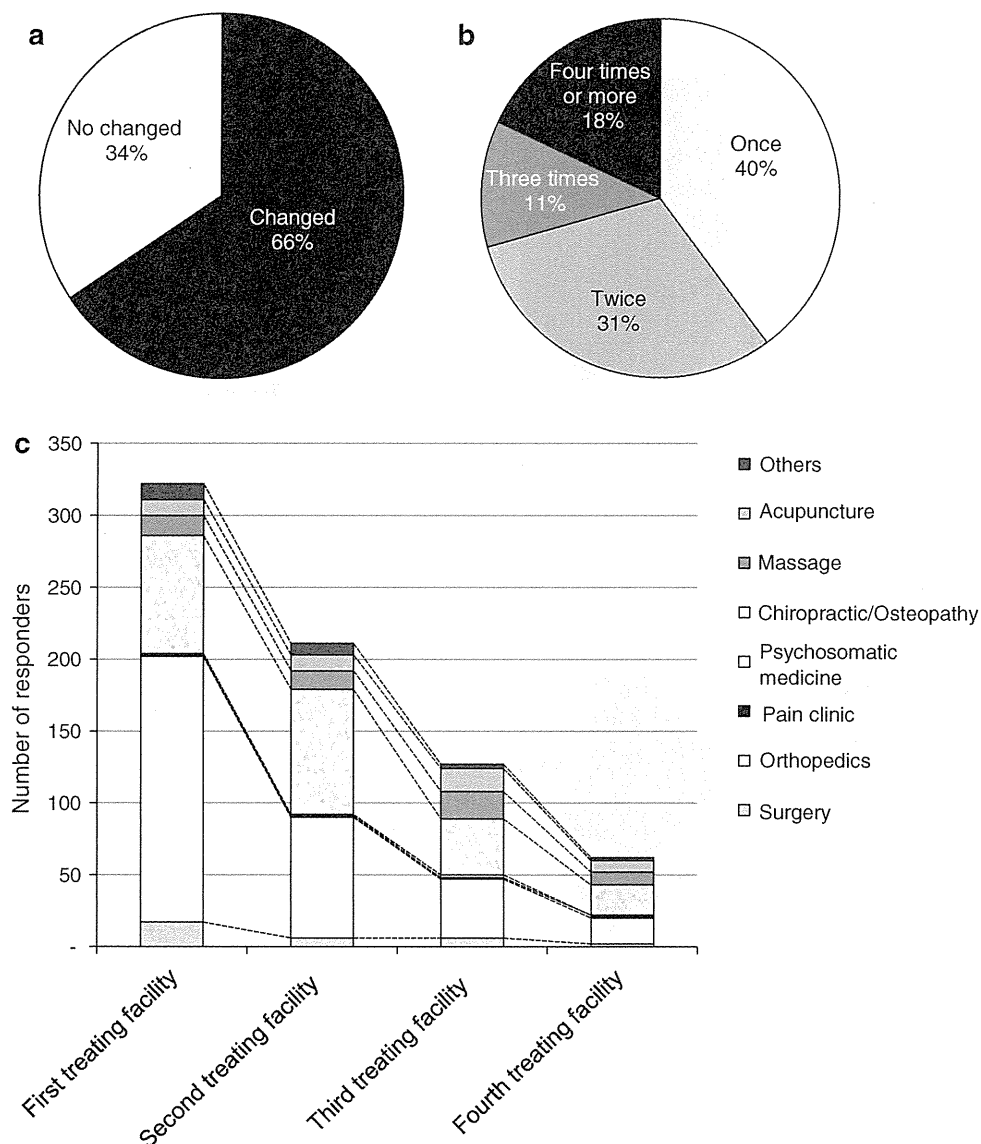 a
No changed
34%
Changed
66%
b
Four times
or more
18%
Three times
11%
Once
40%
Twice
31%
c
Number of responders
350
300
250
200
150
100
50
-
First treating facility
Second treating facility
Third treating facility
Fourth treating facility
Others
Acupuncture
Massage
Chiropractic/Osteopathy
Psychosomatic
medicine
Pain clinic
Orthopedics
Surgery